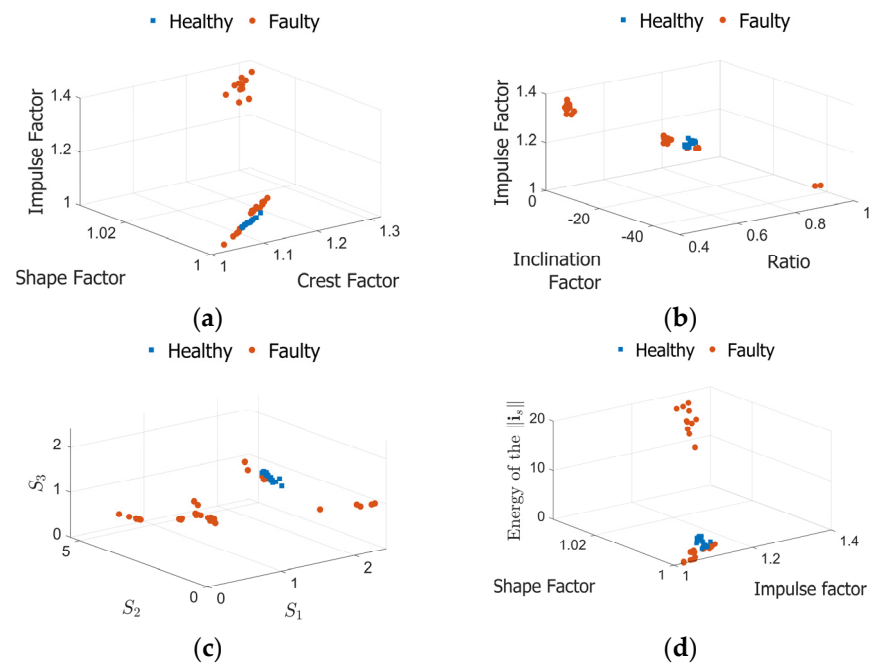 Healthy Faulty
Impulse Factor
1.4
1.2
1
1.02
1
1
1.1
1.2
1.3
Shape Factor
Crest Factor
(a)
Healthy Faulty
Impulse Factor
1.4
1.2
1
0
-20
-40
0.4
0.6
0.8
1
Inclination
Factor
Ratio
(b)
Healthy Faulty
S₃
2
1
0
5
0
0
1
2
S₂
S₁
(c)
Healthy Faulty
Energy of the ||i_s||
20
10
0
1.02
1
1
1.2
1.4
Shape Factor
Impulse factor
(d)